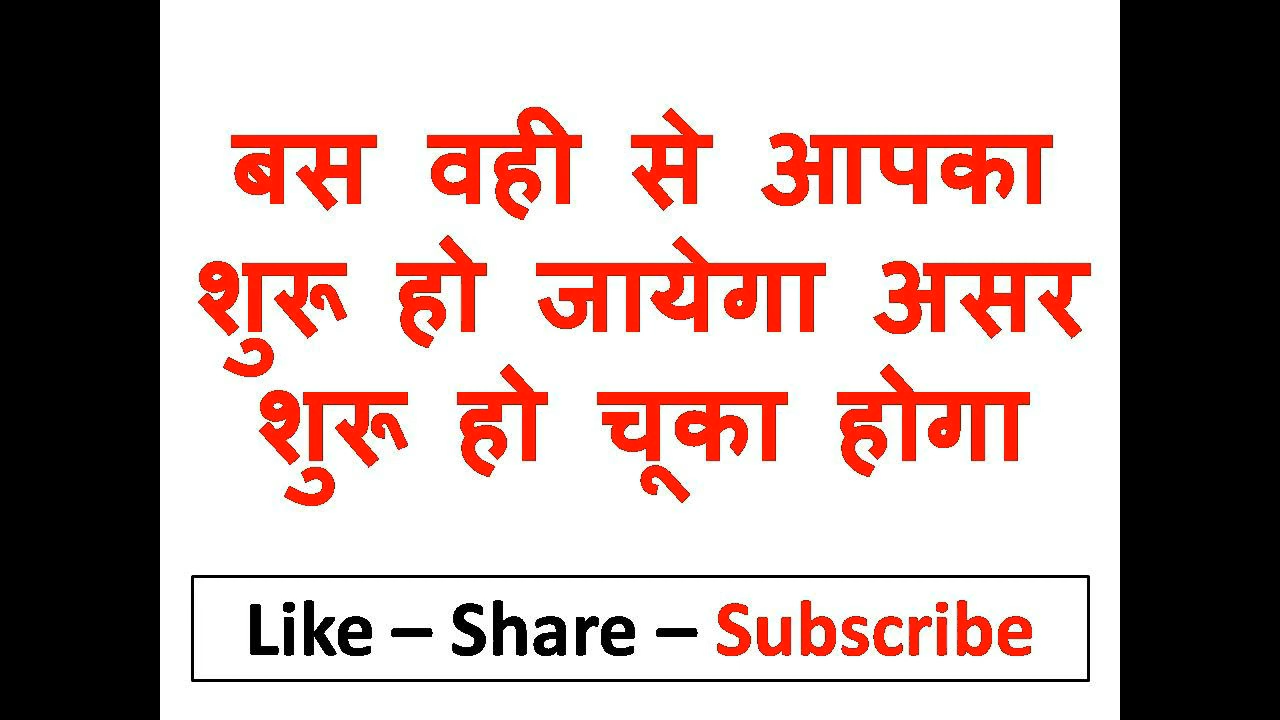 बस वही से आपका
शुरू हो जायेगा असर
शुरू हो चूका होगा
Like – Share – Subscribe